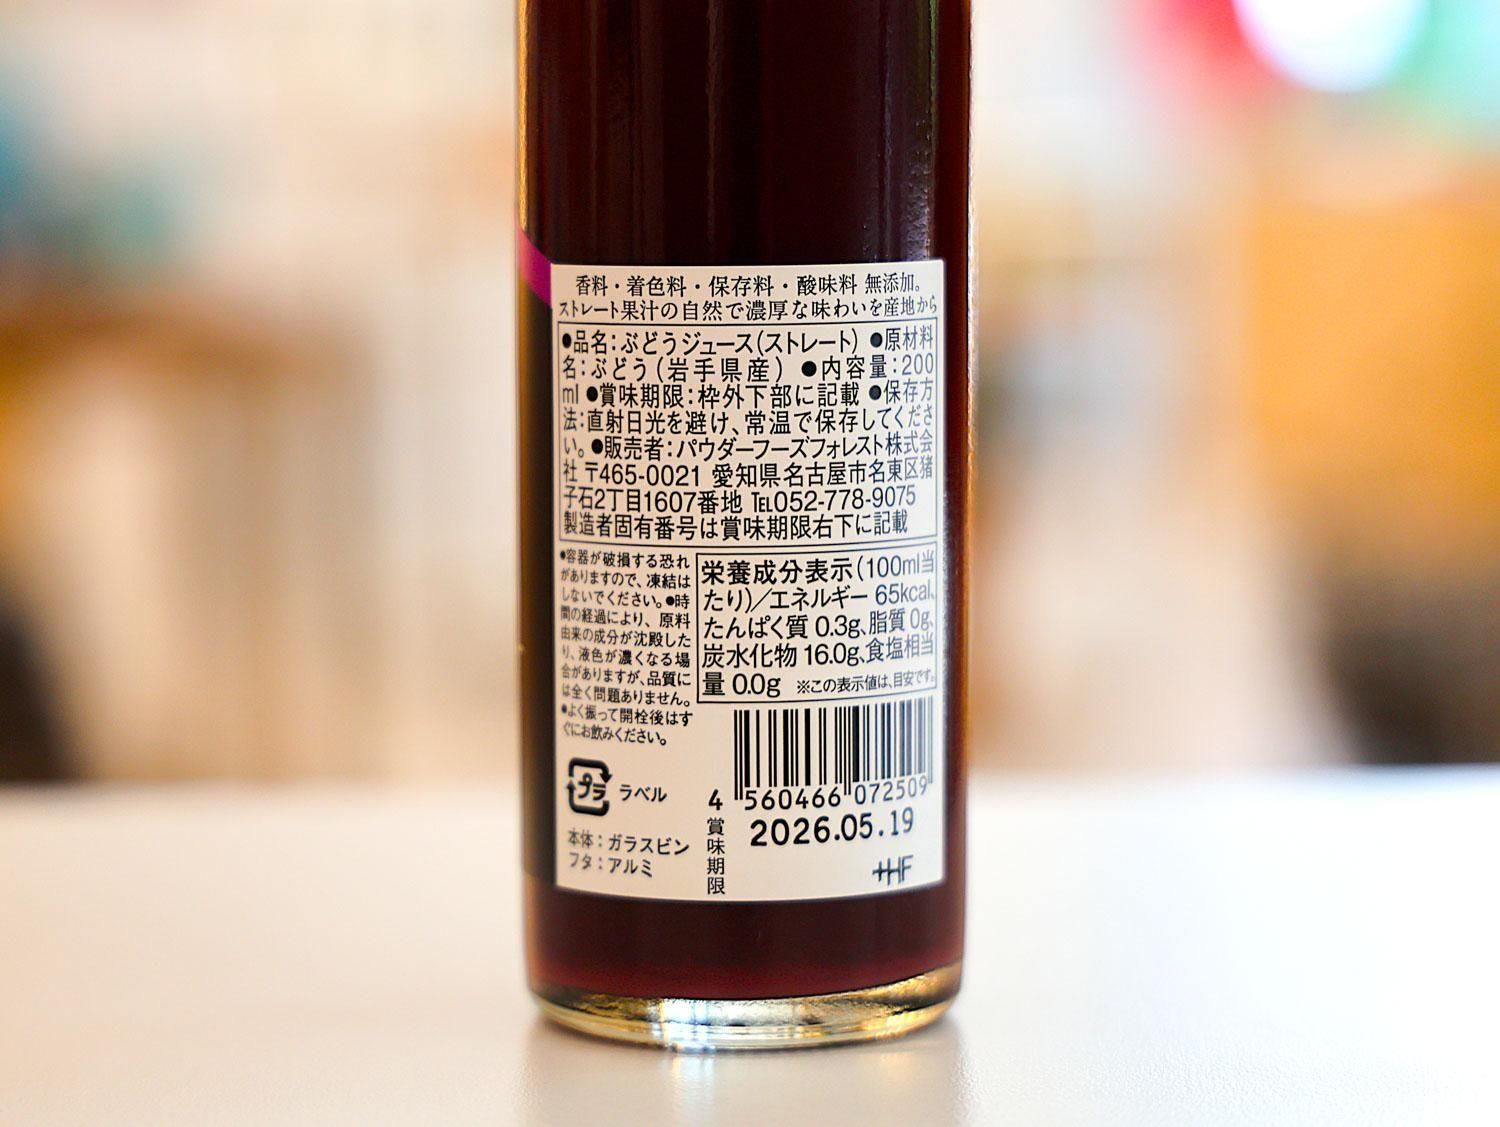 香料・着色料・保存料・酸味料 無添加。
ストレート果汁の自然で濃厚な味わいを産地から
●品名：ぶどうジュース（ストレート） ●原材料
名：ぶどう（岩手県産） ●内容量：200
ml ●賞味期限：枠外下部に記載 ●保存方
法：直射日光を避け、常温で保存してくださ
い。●販売者：パウダーフーズフォレスト株式会
社 〒465-0021 愛知県名古屋市名東区猪
子石2丁目1607番地 TEL052-778-9075
製造者固有番号は賞味期限右下に記載
●容器が破損する恐れ
がありますので、凍結は
しないでください。●時
間の経過により、原料
由来の成分が沈殿した
り、液色が濃くなる場
合がありますが、品質に
は全く問題ありません。
●よく振って開栓後はす
ぐにお飲みください。
栄養成分表示（100ml当
たり）／エネルギー 65kcal、
たんぱく質 0.3g、脂質 0g、
炭水化物 16.0g、食塩相当
量 0.0g ※この表示値は、目安です。
プラ ラベル
本体：ガラスビン
フタ：アルミ
4 560466 072509
賞味期限
2026.05.19
+HF